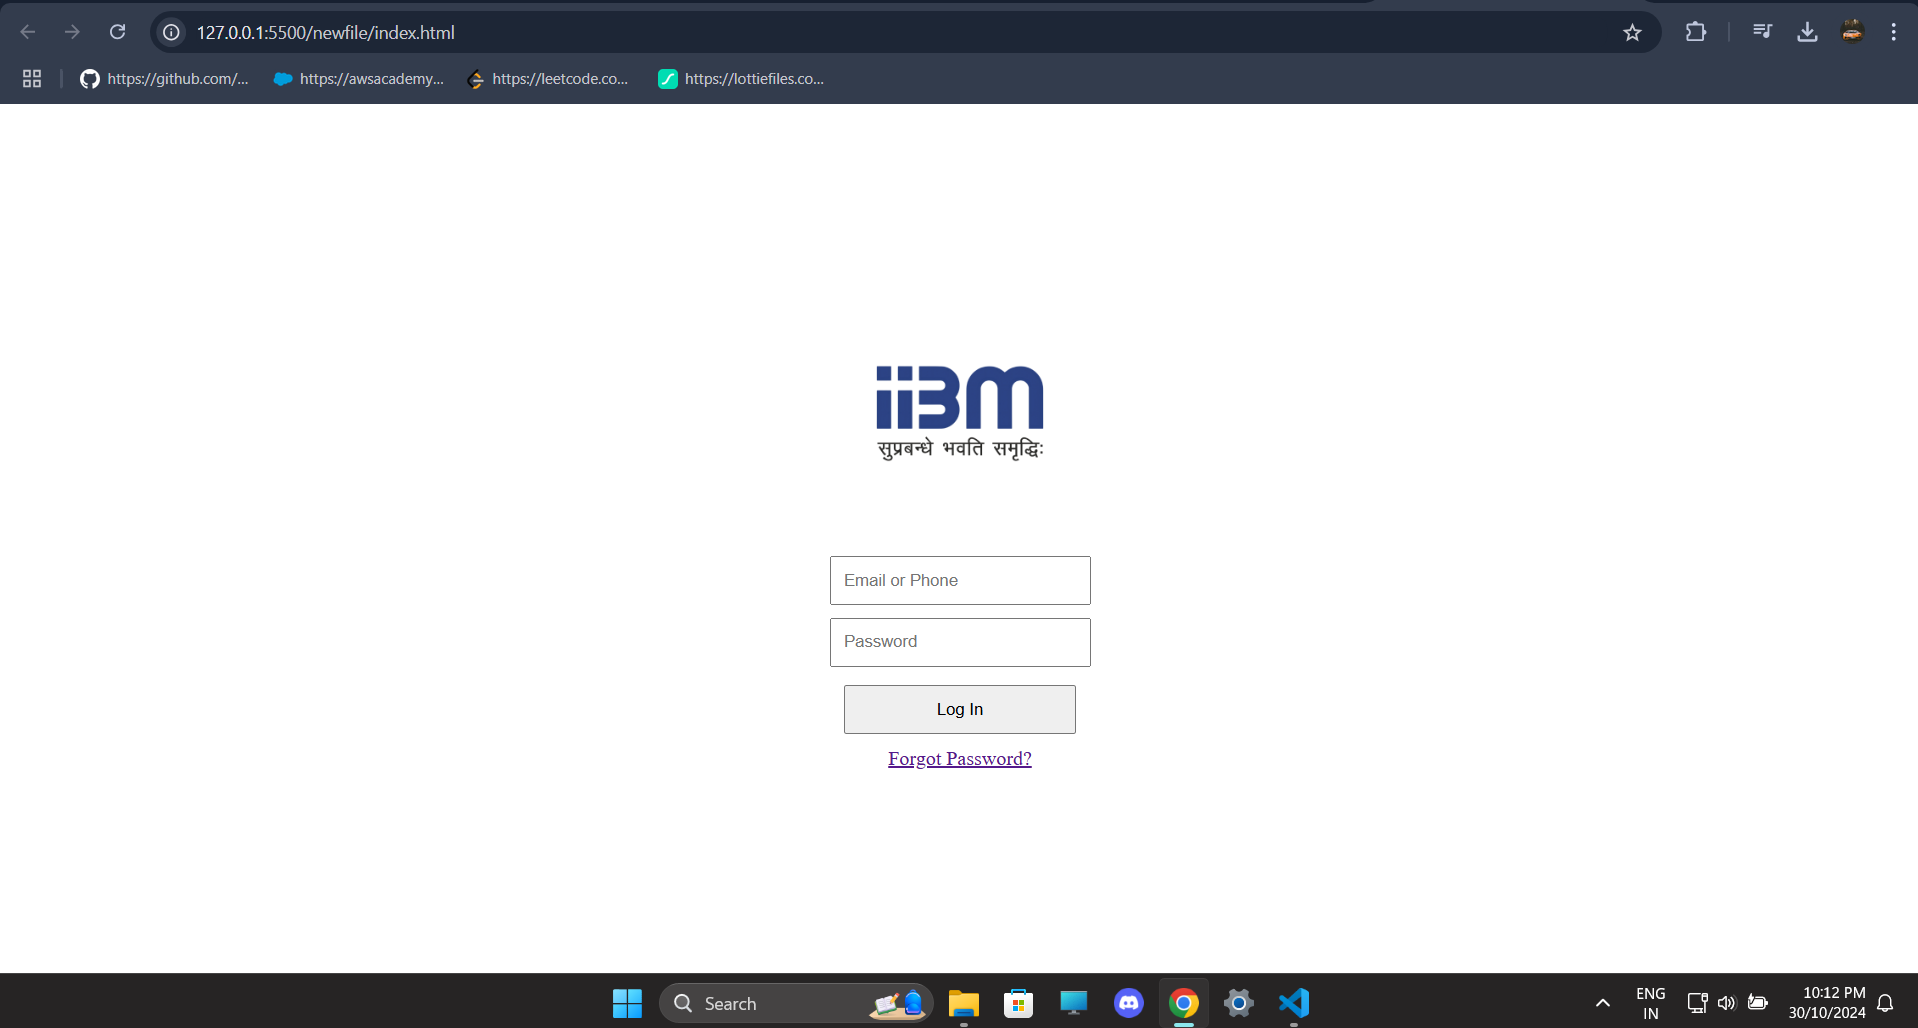 127.0.0.1:5500/newfile/index.html
https://github.com/... https://awsacademy... https://leetcode.co... https://lottiefiles.co...
iiBM
सुप्रबन्धे भवति समृद्धिः
Email or Phone
Password
Log In
Forgot Password?
Search
ENG
IN
10:12 PM
30/10/2024